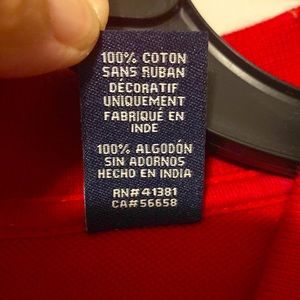 100% COTON
SANS RUBAN
DÉCORATIF
UNIQUEMENT
FABRIQUÉ EN
INDE
100% ALGODÓN
SIN ADORNOS
HECHO EN INDIA
RN#41381
CA#56658